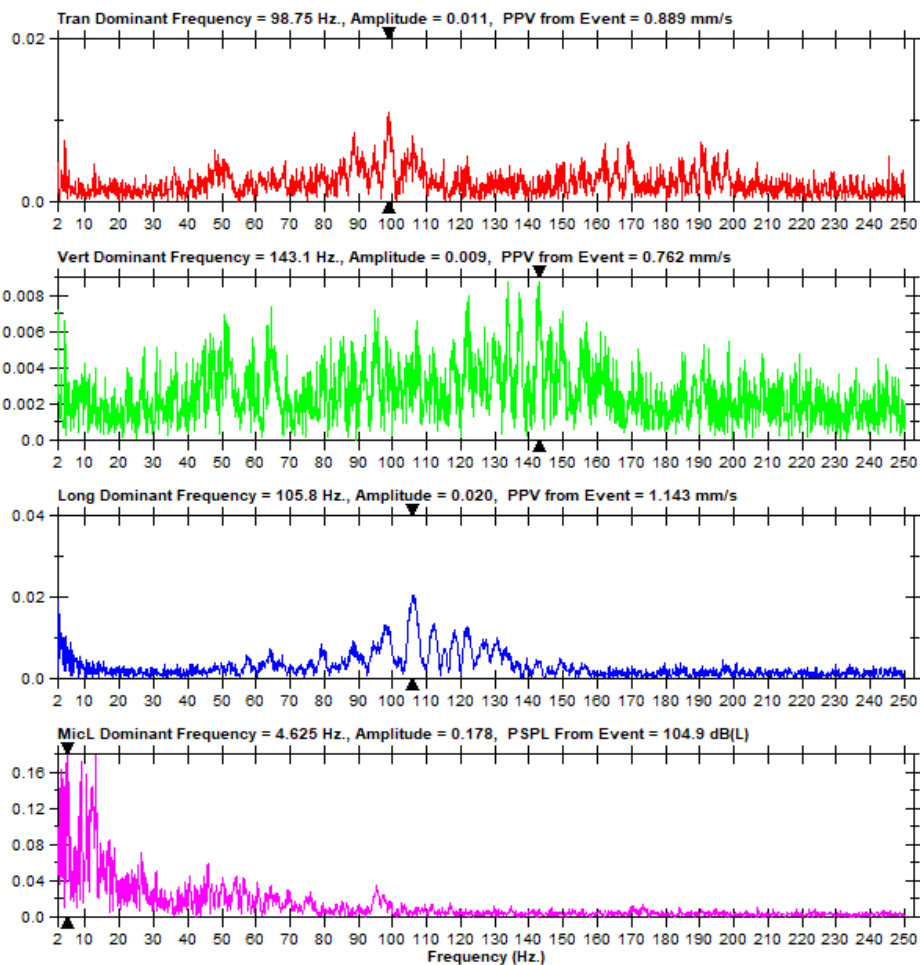 Tran Dominant Frequency = 98.75 Hz., Amplitude = 0.011, PPV from Event = 0.889 mm/s
0.02
0.0
2 10 20 30 40 50 60 70 80 90 100 110 120 130 140 150 160 170 180 190 200 210 220 230 240 250
Vert Dominant Frequency = 143.1 Hz., Amplitude = 0.009, PPV from Event = 0.762 mm/s
0.008
0.006
0.004
0.002
0.0
2 10 20 30 40 50 60 70 80 90 100 110 120 130 140 150 160 170 180 190 200 210 220 230 240 250
Long Dominant Frequency = 105.8 Hz., Amplitude = 0.020, PPV from Event = 1.143 mm/s
0.04
0.02
0.0
2 10 20 30 40 50 60 70 80 90 100 110 120 130 140 150 160 170 180 190 200 210 220 230 240 250
MicL Dominant Frequency = 4.625 Hz., Amplitude = 0.178, PSPL From Event = 104.9 dB(L)
0.16
0.12
0.08
0.04
0.0
2 10 20 30 40 50 60 70 80 90 100 110 120 130 140 150 160 170 180 190 200 210 220 230 240 250
Frequency (Hz.)